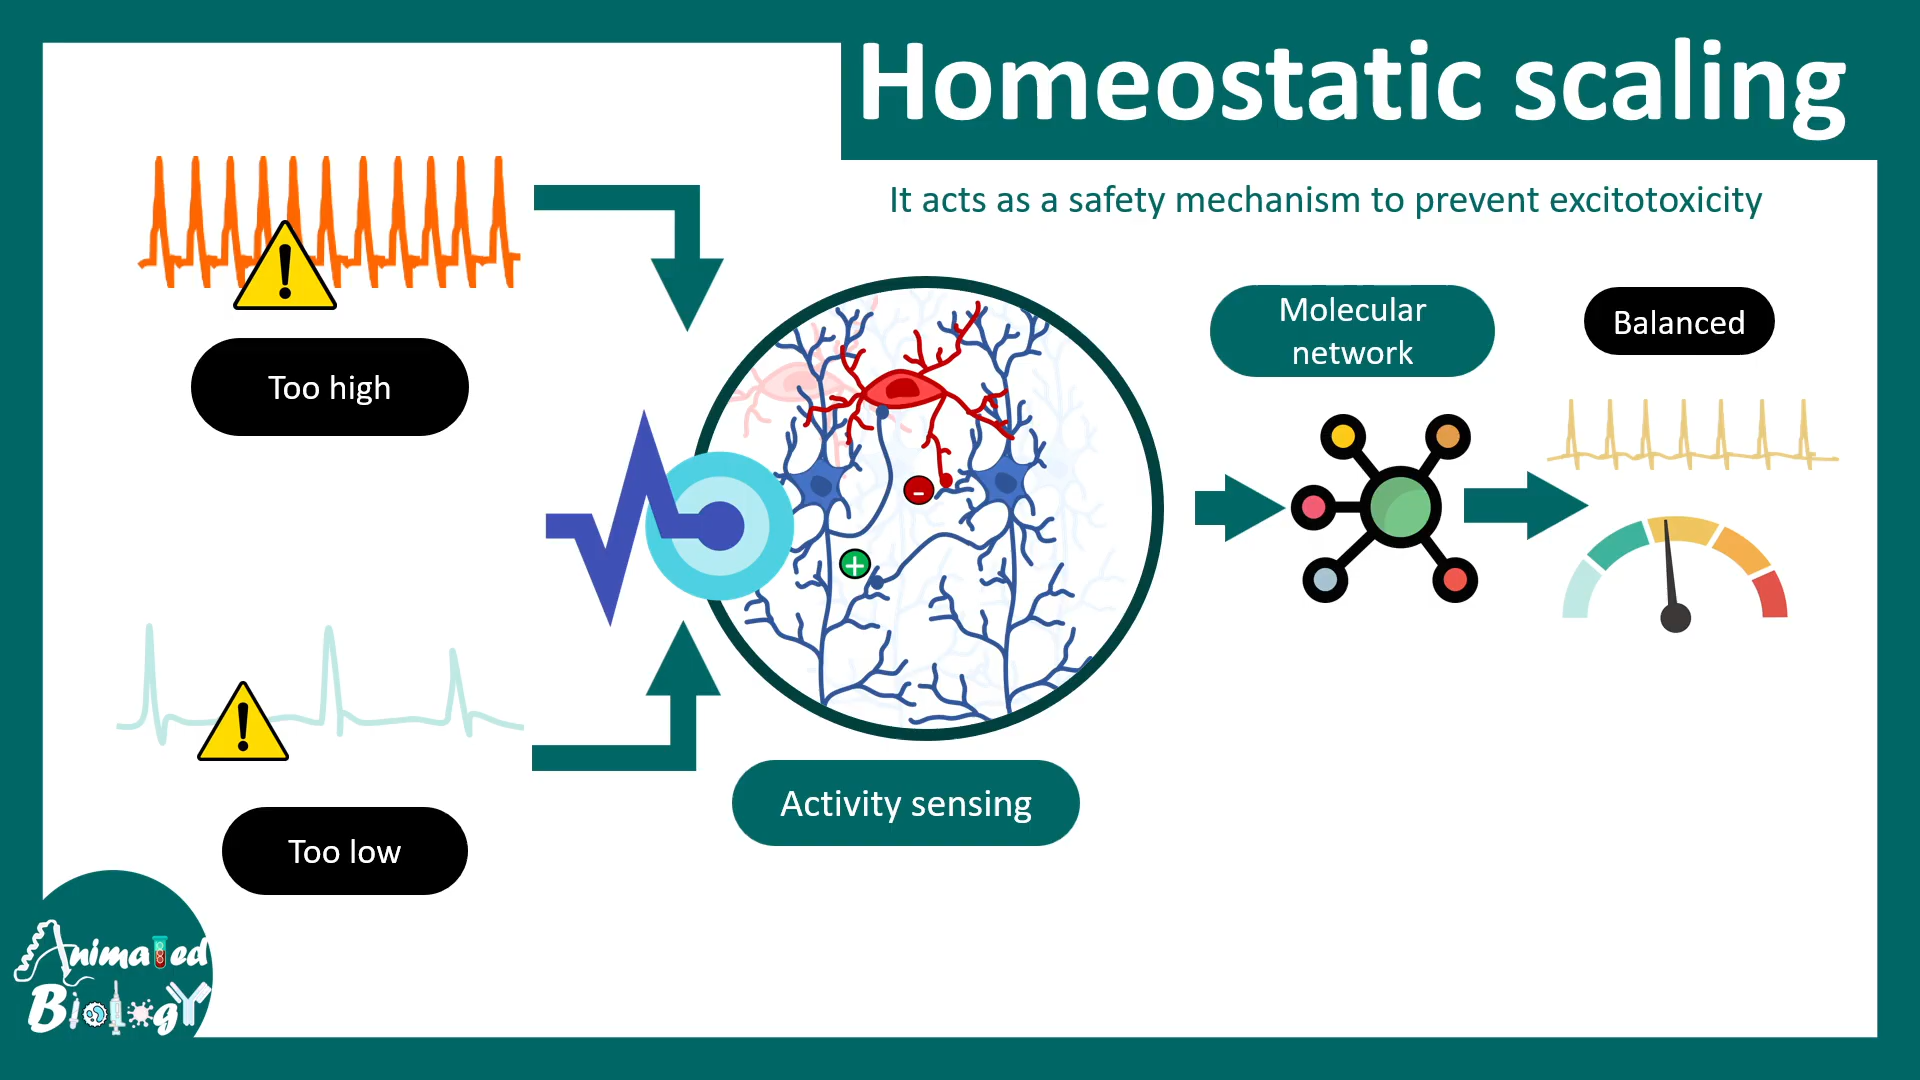 Homeostatic scaling
It acts as a safety mechanism to prevent excitotoxicity
Too high
Molecular
network
Balanced
Activity sensing
Too low
Animated
Biology